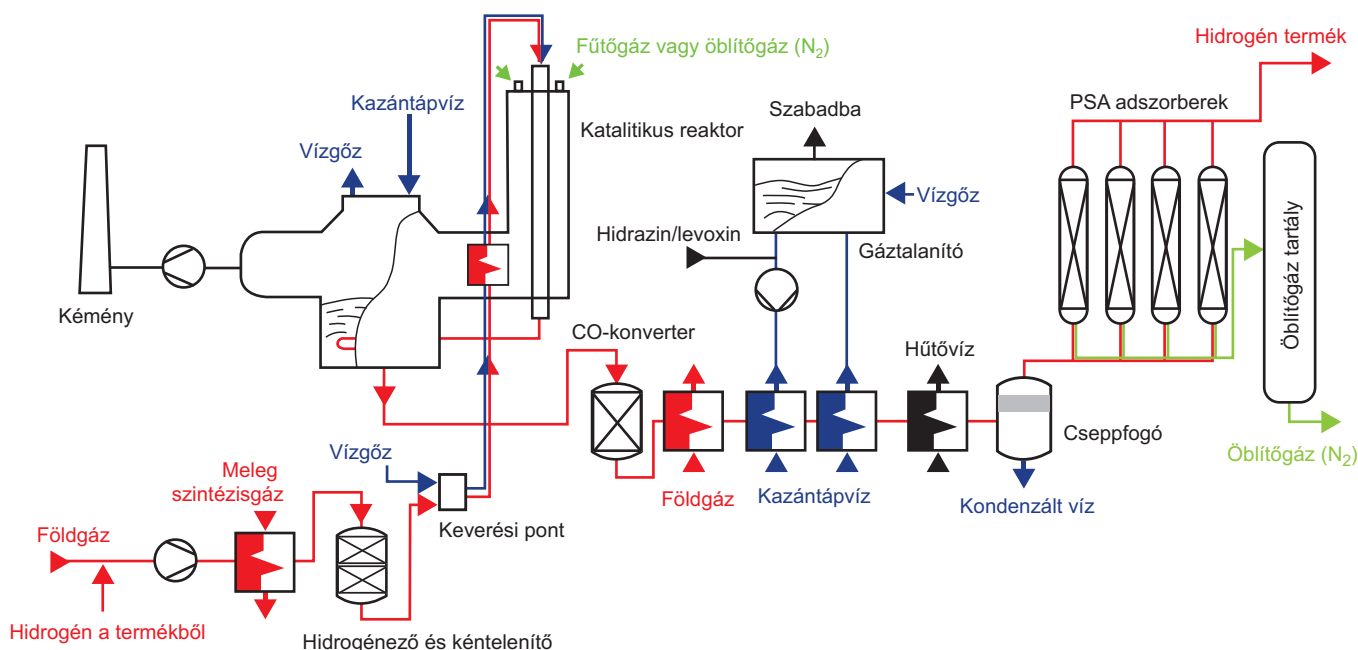 Hidrogén termék
Fűtőgáz vagy öblítőgáz (N₂)
Kazántápvíz
PSA adszorberek
Szabadba
Katalitikus reaktor
Vízgőz
Vízgőz
Hidrazin/levoxin
Gáztalanító
Öblítőgáz tartály
Kémény
CO-konverter
Hűtővíz
Cseppfogó
Öblítőgáz (N₂)
Vízgőz
Meleg
szintézisgáz
Földgáz
Kazántápvíz
Kondenzált víz
Keverési pont
Földgáz
Hidrogén a termékből
Hidrogénező és kéntelenítő